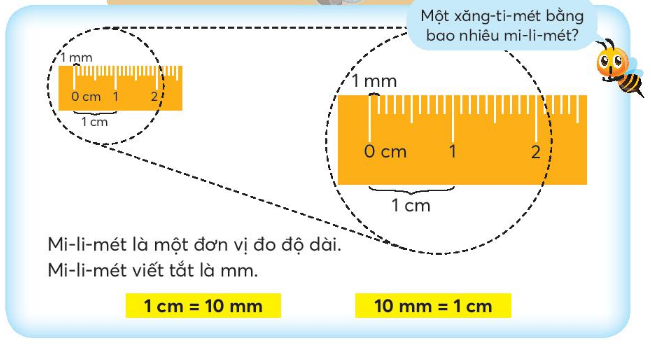 Một xăng-ti-mét bằng
bao nhiêu mi-li-mét?
1 mm
0 cm 1 2
1 cm
1 mm
0 cm 1 2
1 cm
Mi-li-mét là một đơn vị đo độ dài.
Mi-li-mét viết tắt là mm.
1 cm = 10 mm
10 mm = 1 cm